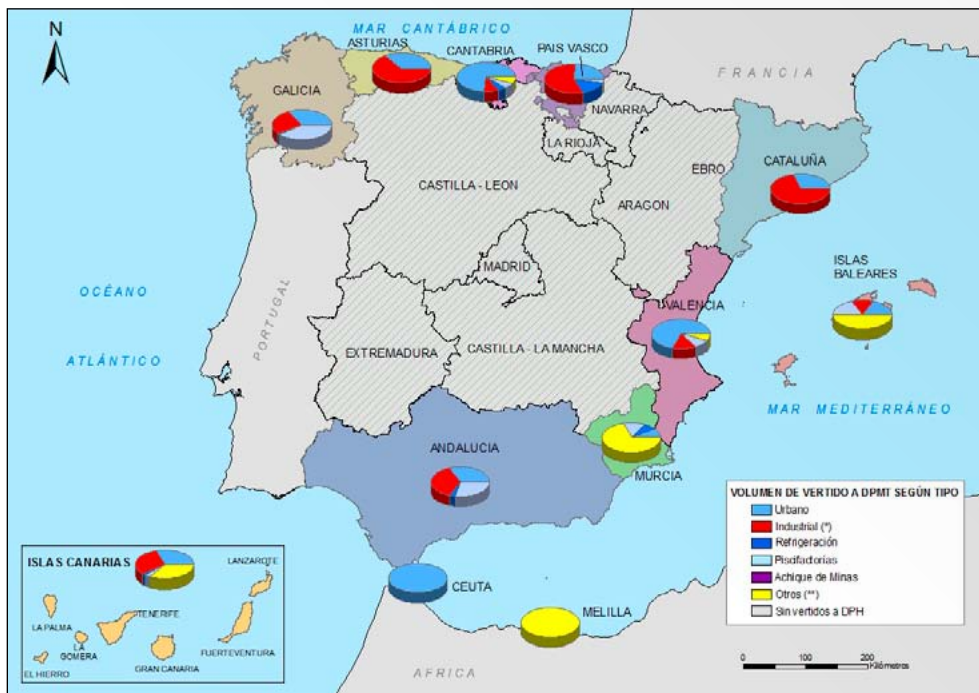 MAR CANTÁBRICO
N
ASTURIAS
CANTABRIA
PAIS VASCO
FRANCIA
GALICIA
NAVARRA
LA RIOJA
EBRO
CATALUÑA
CASTILLA - LEON
ARAGON
ISLAS
BALEARES
MADRID
OCÉANO
ATLÁNTICO
PORTUGAL
VALENCIA
EXTREMADURA
CASTILLA - LA MANCHA
MAR MEDITERRÁNEO
ANDALUCIA
MURCIA
VOLUMEN DE VERTIDO A DPMT SEGÚN TIPO
Urbano
Industrial (*)
Refrigeración
Piscifactorias
Achique de Minas
Otros (**)
Sin vertidos a DPH
ISLAS CANARIAS
LANZAROTE
LA PALMA
TENERIFE
LA
GOMERA
EL HIERRO
GRAN CANARIA
FUERTEVENTURA
CEUTA
MELILLA
AFRICA
0 100 200
Kilómetros